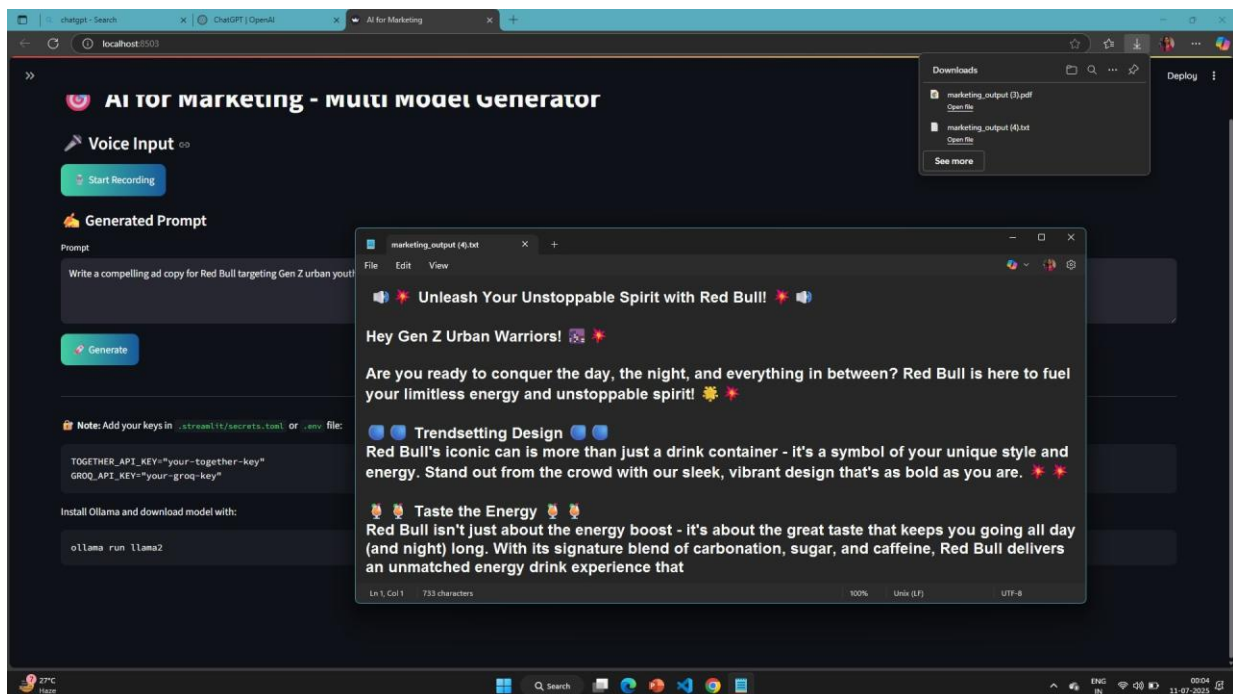 chatgpt - Search
ChatGPT | OpenAI
AI for Marketing
localhost:8503
Deploy
Downloads
marketing_output (3).pdf
Open file
marketing_output (4).txt
Open file
See more
AI for Marketing - Multi Model Generator
Voice Input
Start Recording
Generated Prompt
Prompt
Write a compelling ad copy for Red Bull targeting Gen Z urban youth
Generate
Note: Add your keys in .streamlit/secrets.toml or .env file:
TOGETHER_API_KEY="your-together-key"
GROQ_API_KEY="your-groq-key"
Install Ollama and download model with:
ollama run llama2
marketing_output (4).txt
File Edit View
Unleash Your Unstoppable Spirit with Red Bull!
Hey Gen Z Urban Warriors!
Are you ready to conquer the day, the night, and everything in between? Red Bull is here to fuel
your limitless energy and unstoppable spirit!
Trendsetting Design
Red Bull's iconic can is more than just a drink container - it's a symbol of your unique style and
energy. Stand out from the crowd with our sleek, vibrant design that's as bold as you are.
Taste the Energy
Red Bull isn't just about the energy boost - it's about the great taste that keeps you going all day
(and night) long. With its signature blend of carbonation, sugar, and caffeine, Red Bull delivers
an unmatched energy drink experience that
Ln 1, Col 1 733 characters 100% Unix (LF) UTF-8
27°C
Haze
Search
ENG
IN
00:04
11-07-2025